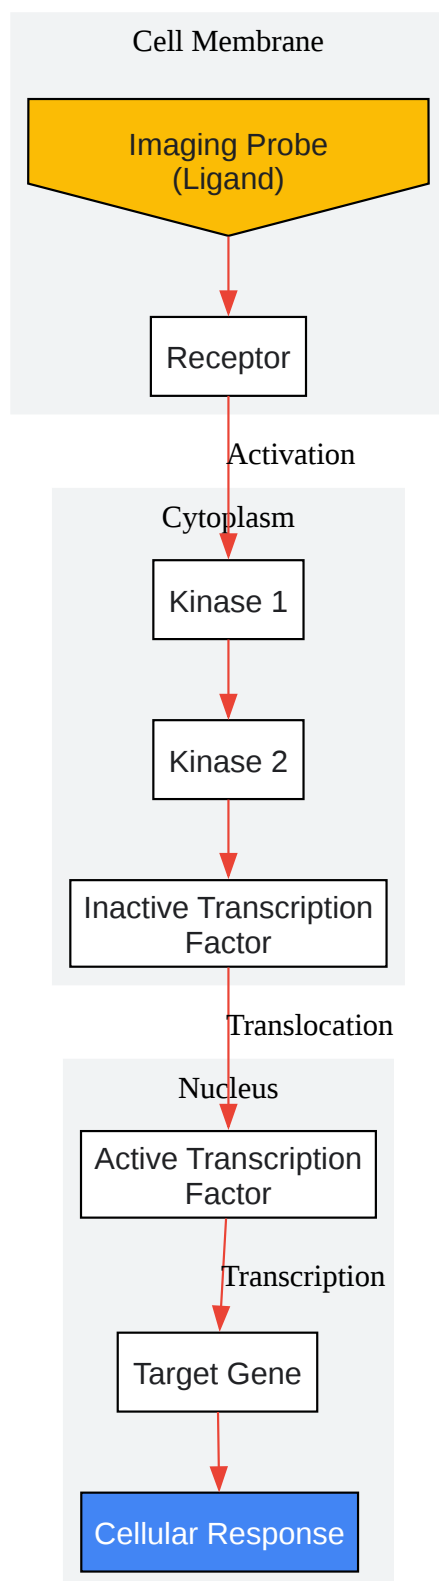 Cell Membrane
Imaging Probe
(Ligand)
Receptor
Activation
Cytoplasm
Kinase 1
Kinase 2
Inactive Transcription
Factor
Translocation
Nucleus
Active Transcription
Factor
Transcription
Target Gene
Cellular Response